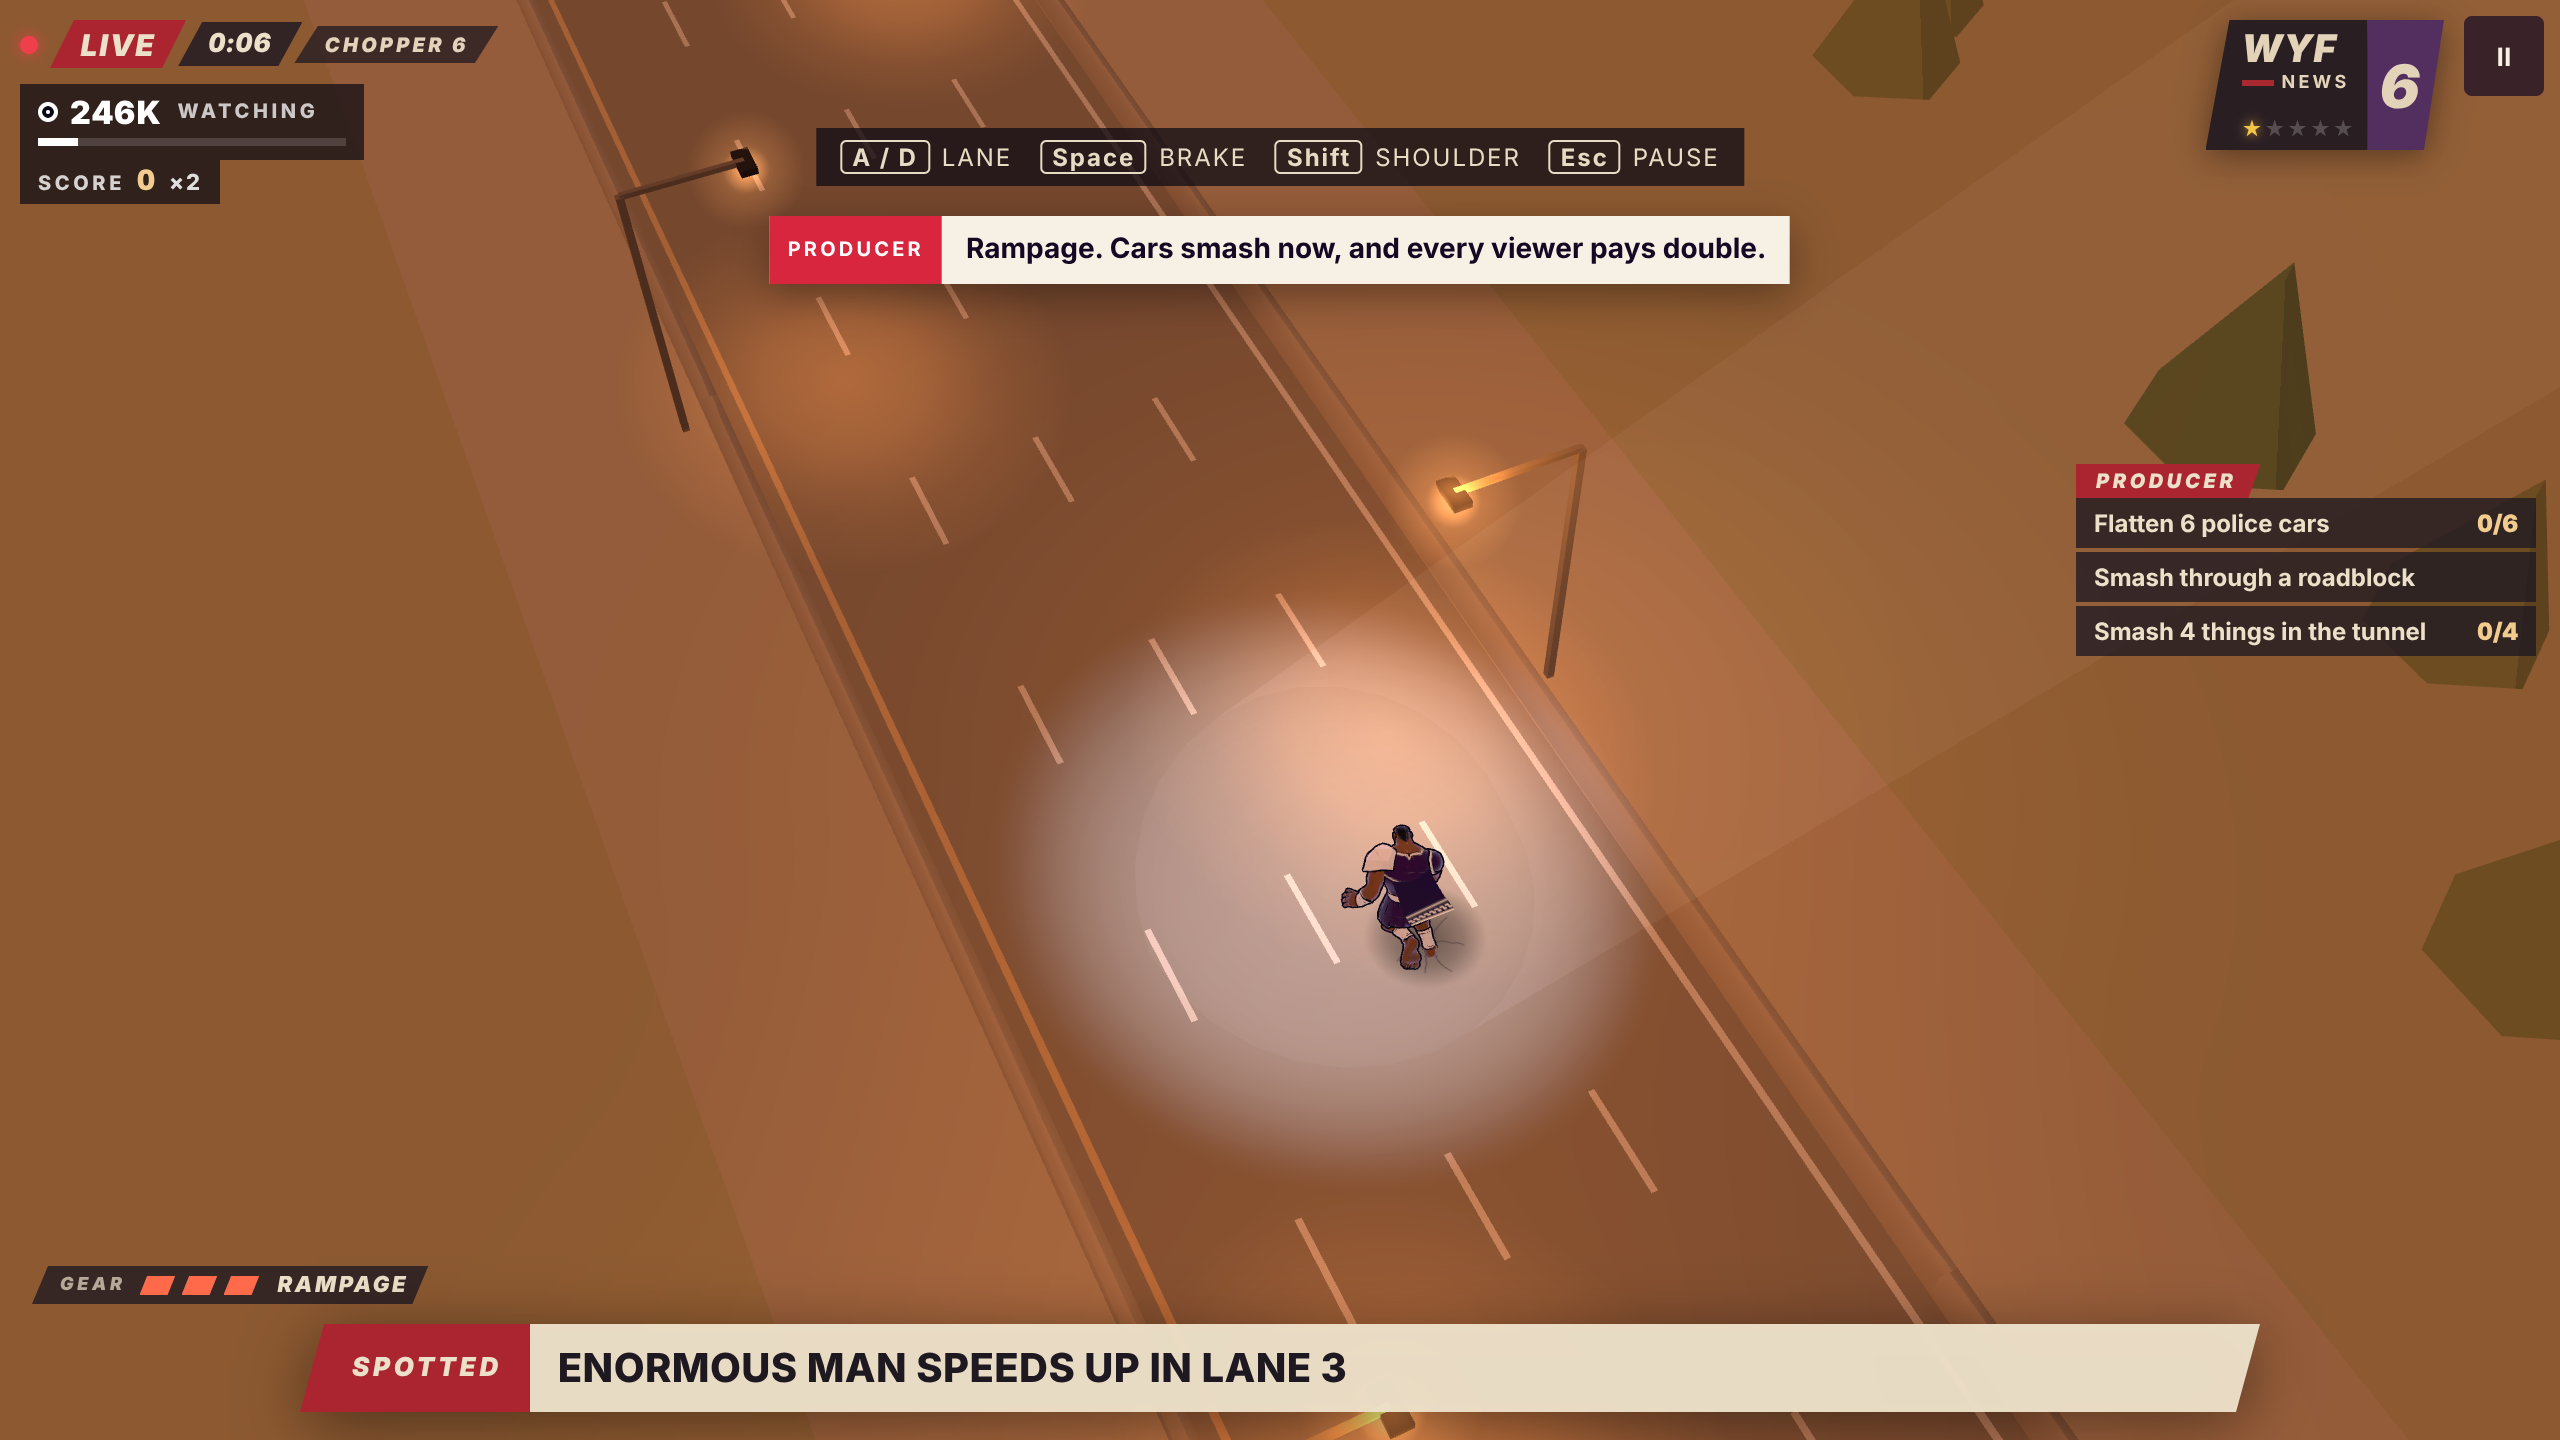 LIVE 0:06 CHOPPER 6
246K WATCHING
SCORE 0 ×2
A / D LANE Space BRAKE Shift SHOULDER Esc PAUSE
PRODUCER Rampage. Cars smash now, and every viewer pays double.
WYF
NEWS
6
PRODUCER
Flatten 6 police cars 0/6
Smash through a roadblock
Smash 4 things in the tunnel 0/4
GEAR RAMPAGE
SPOTTED ENORMOUS MAN SPEEDS UP IN LANE 3